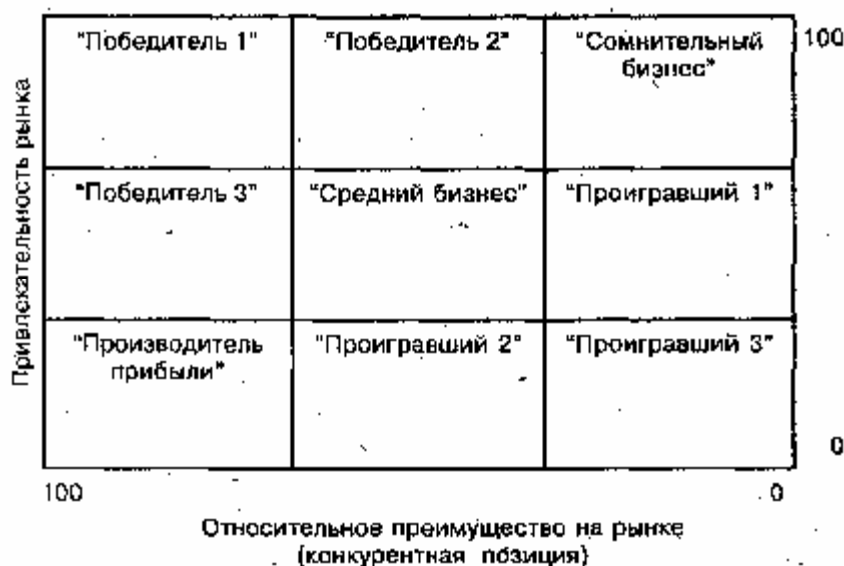 "Победитель 1"
"Победитель 2"
"Сомнительный
бизнес"
100
Привлекательность рынка
"Победитель 3"
"Средний бизнес"
"Проигравший 1"
"Производитель
прибыли"
"Проигравший 2"
"Проигравший 3"
0
100
0
Относительное преимущество на рынке
(конкурентная позиция)